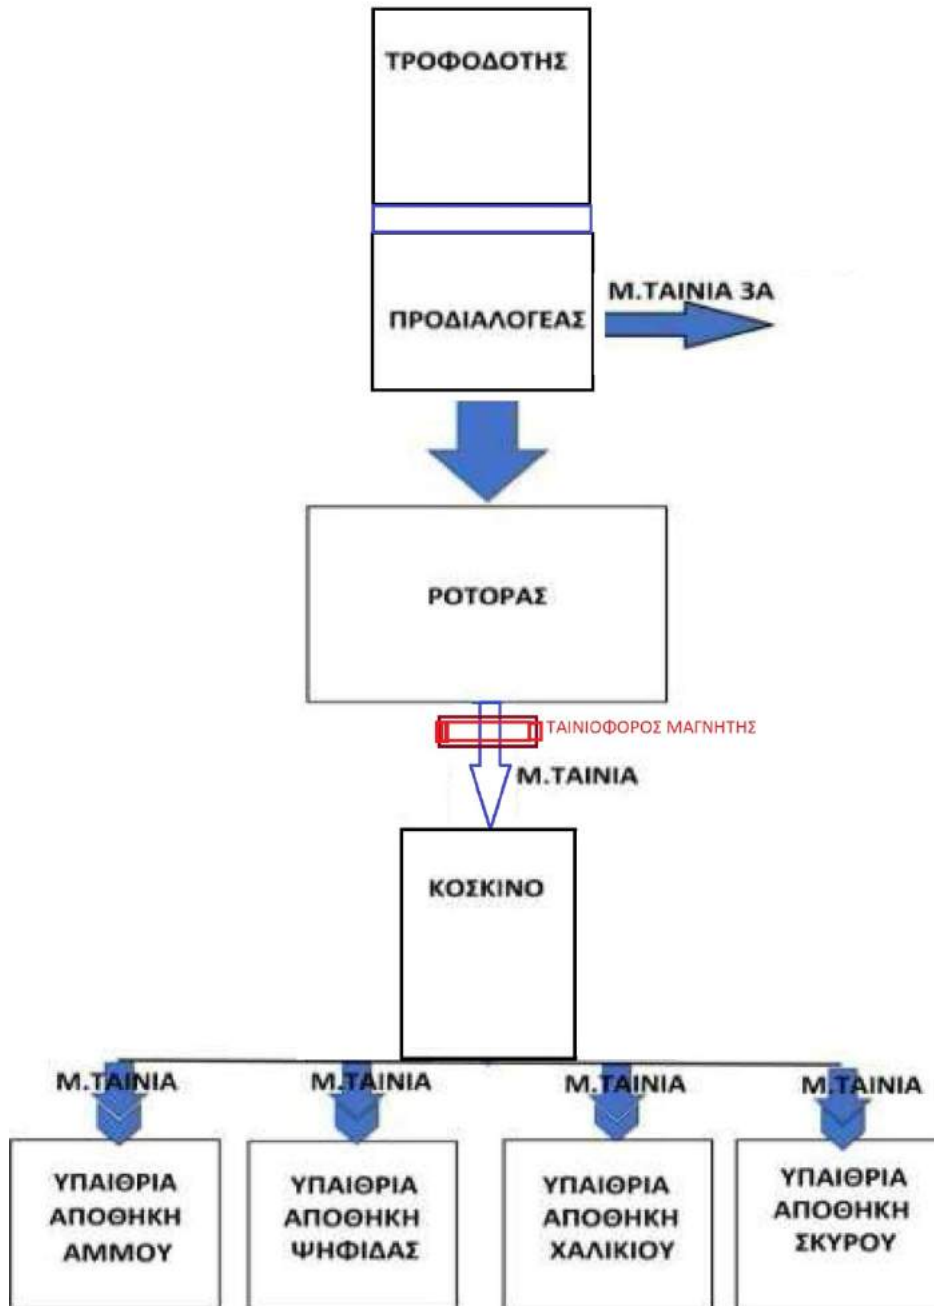 ΤΡΟΦΟΔΟΤΗΣ
Μ.ΤΑΙΝΙΑ 3Α
ΠΡΟΔΙΑΛΟΓΕΑΣ
ΡΟΤΟΡΑΣ
ΤΑΙΝΙΟΦΟΡΟΣ ΜΑΓΝΗΤΗΣ
Μ.ΤΑΙΝΙΑ
ΚΟΣΚΙΝΟ
Μ.ΤΑΙΝΙΑ
Μ.ΤΑΙΝΙΑ
Μ.ΤΑΙΝΙΑ
Μ.ΤΑΙΝΙΑ
ΥΠΑΙΘΡΙΑ
ΑΠΟΘΗΚΗ
ΑΜΜΟΥ
ΥΠΑΙΘΡΙΑ
ΑΠΟΘΗΚΗ
ΨΗΦΙΔΑΣ
ΥΠΑΙΘΡΙΑ
ΑΠΟΘΗΚΗ
ΧΑΛΙΚΙΟΥ
ΥΠΑΙΘΡΙΑ
ΑΠΟΘΗΚΗ
ΣΚΥΡΟΥ